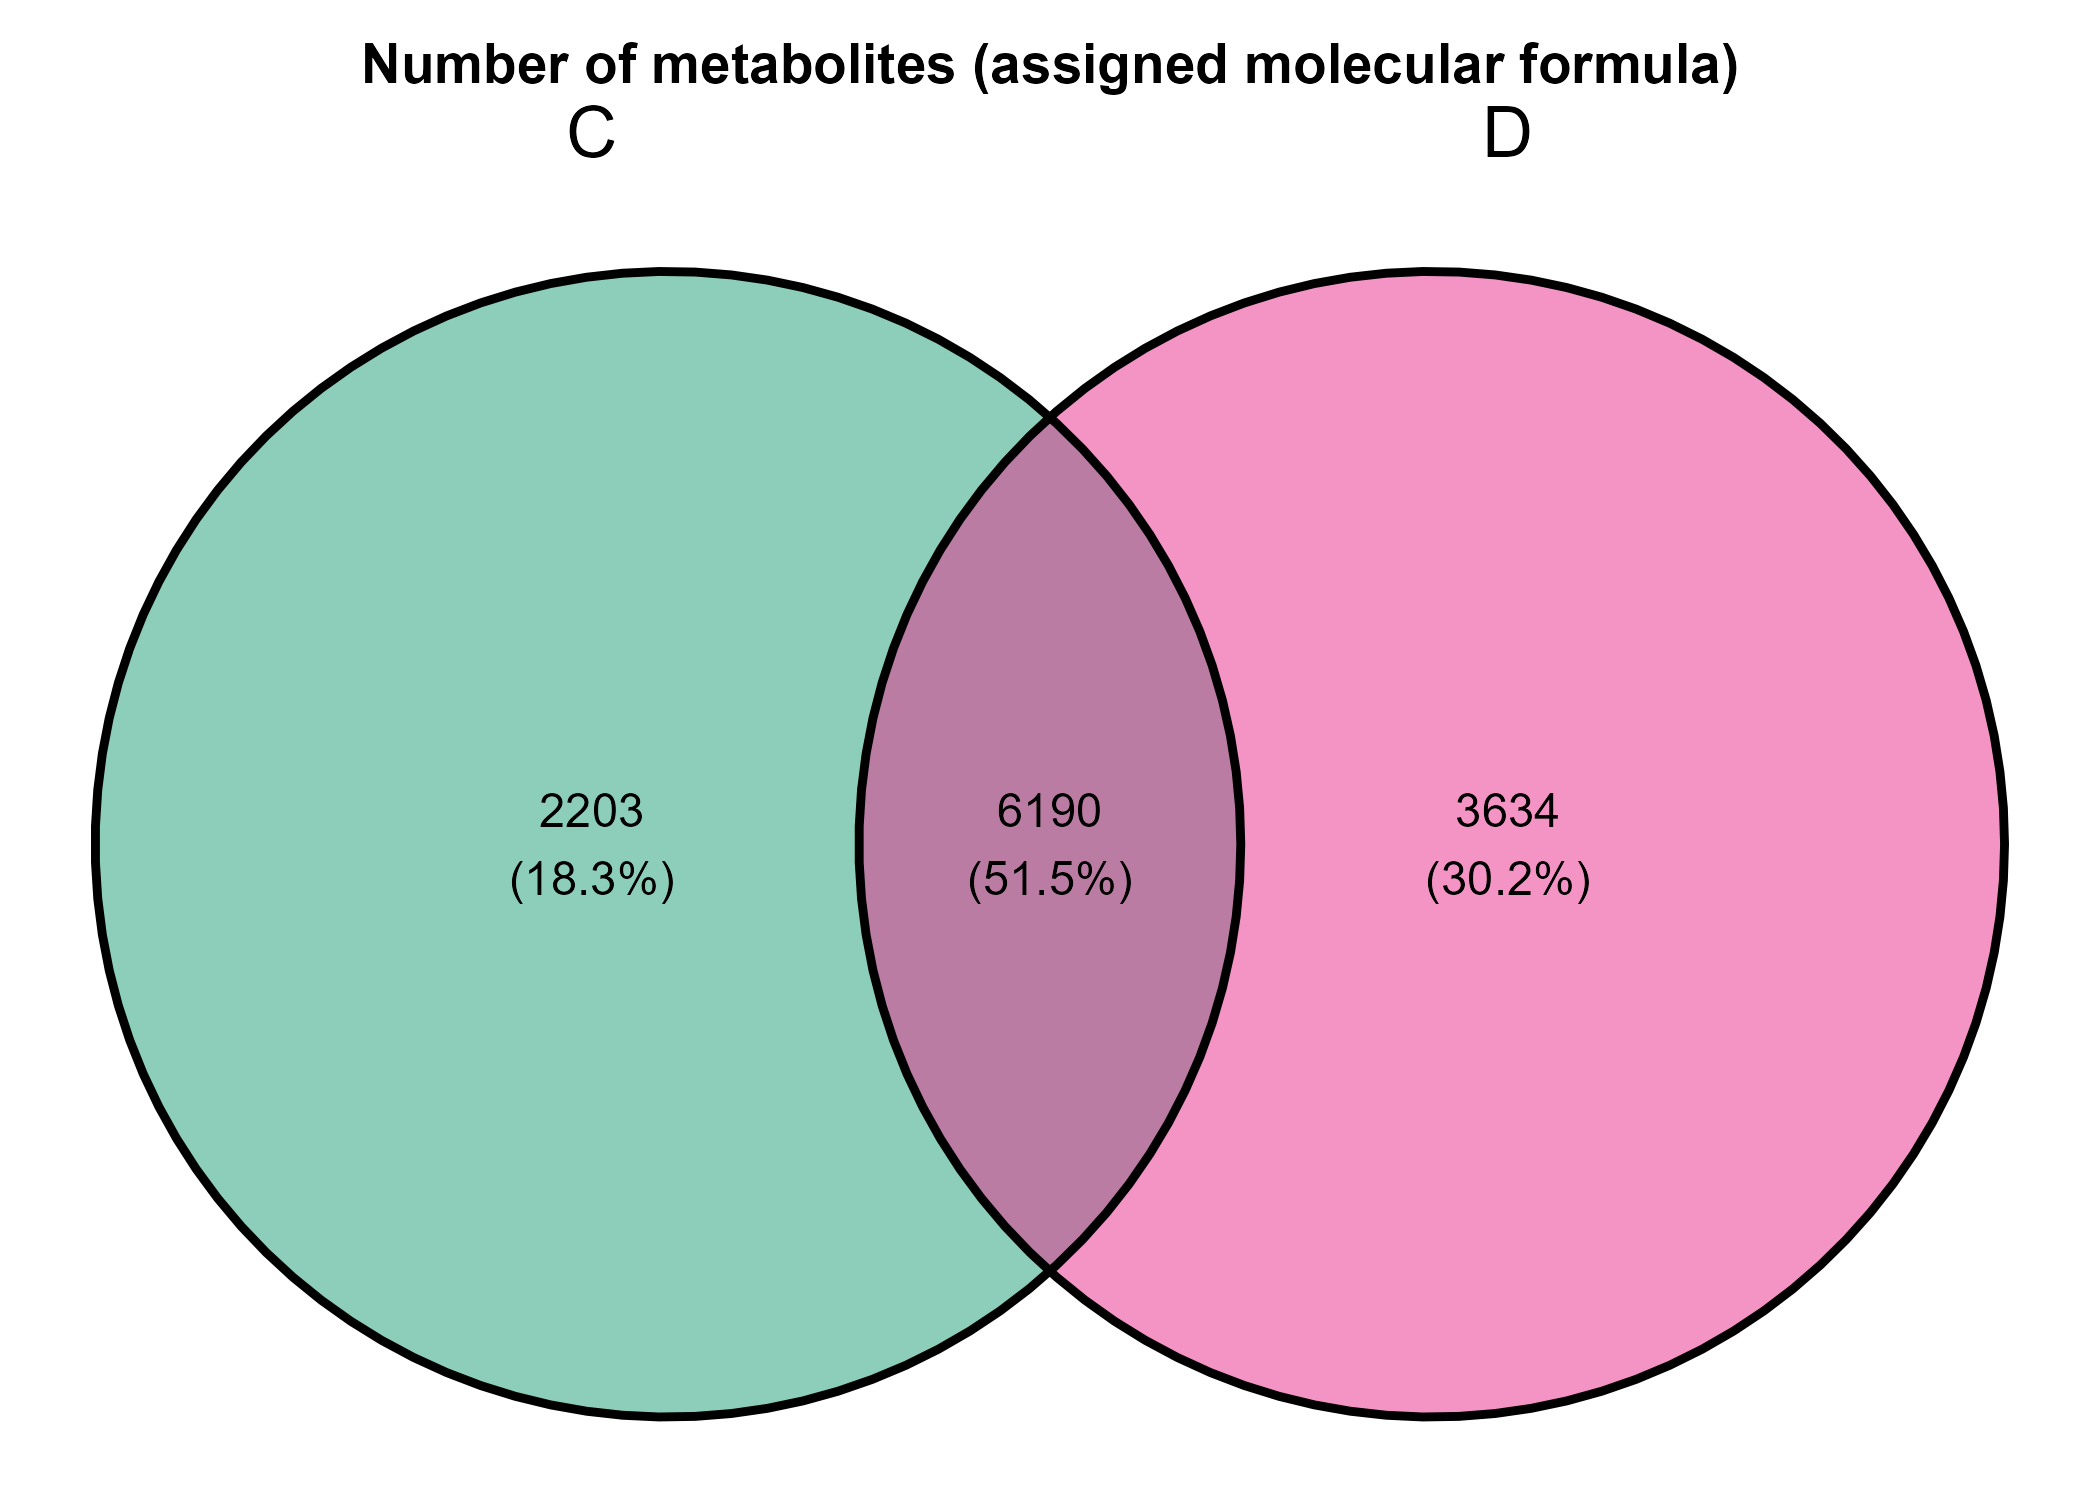 Number of metabolites (assigned molecular formula)
C D
2203 6190 3634
(18.3%) (51.5%) (30.2%)